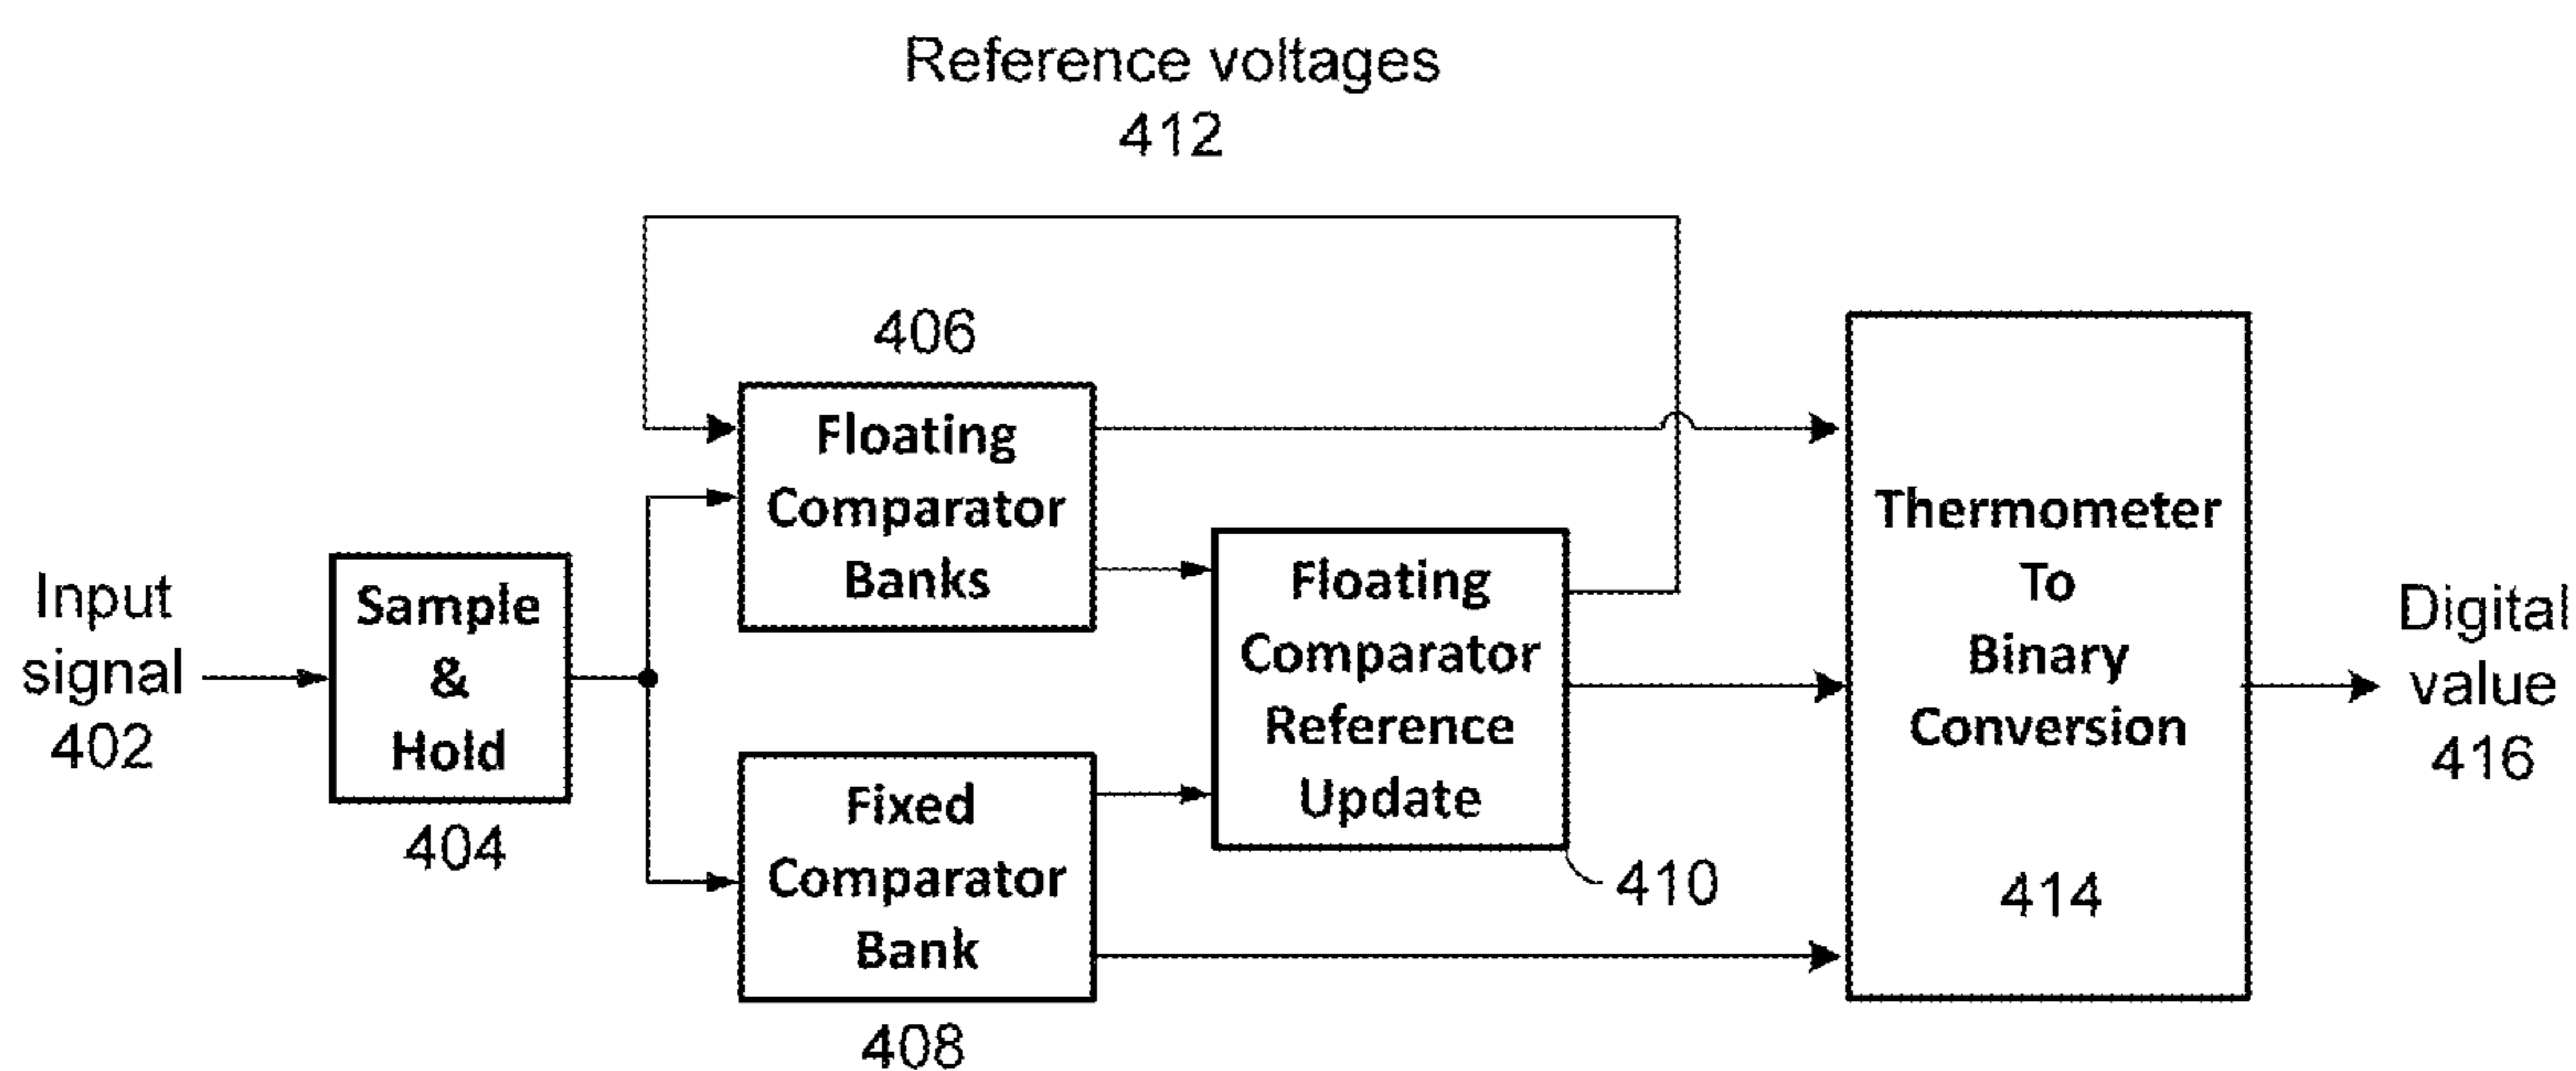 Reference voltages
412
406
Floating
Comparator
Banks
Input
signal
402
Sample
&
Hold
404
Fixed
Comparator
Bank
408
Floating
Comparator
Reference
Update
410
Thermometer
To
Binary
Conversion
414
Digital
value
416